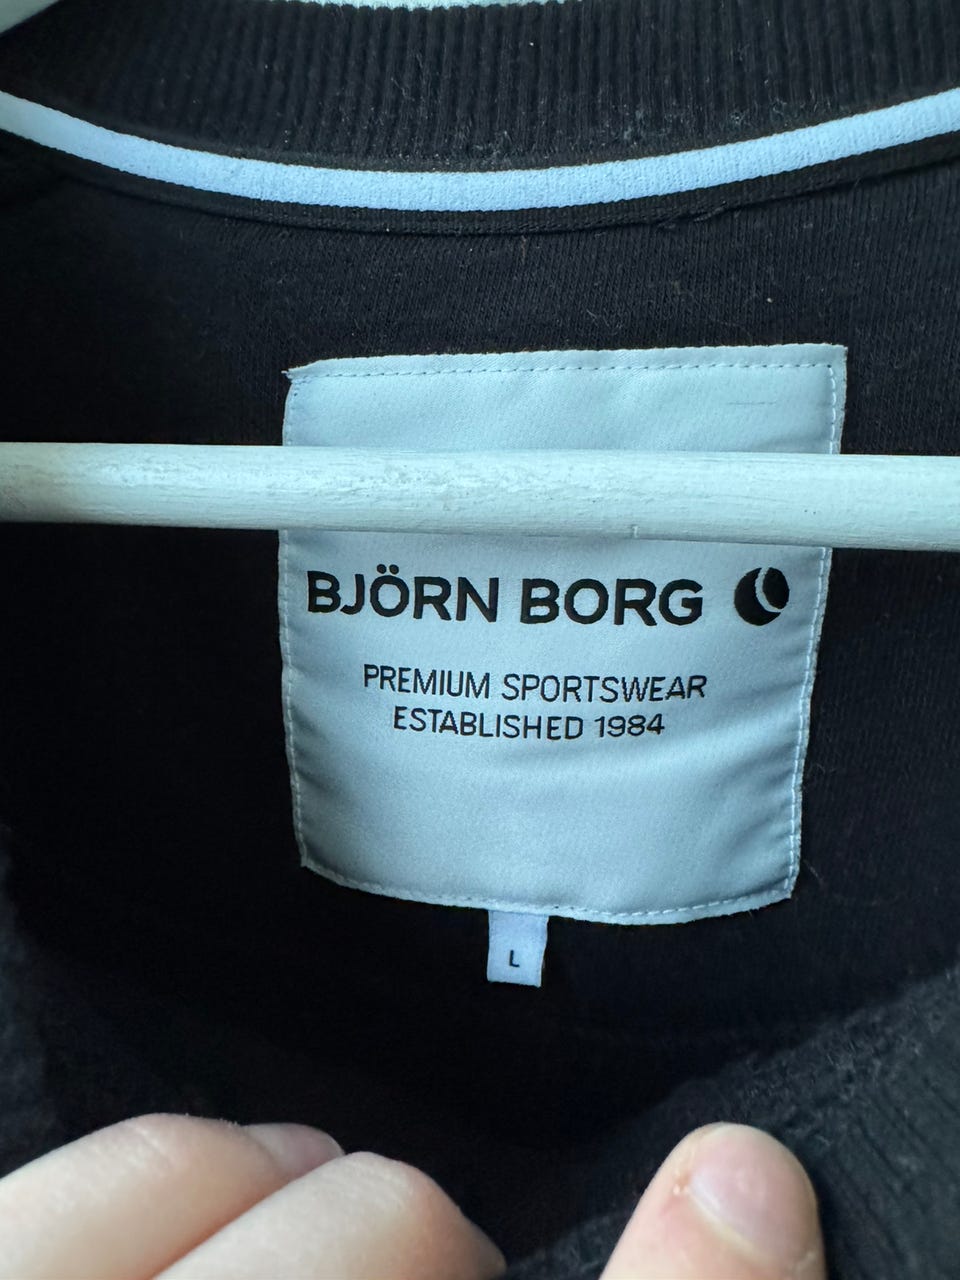 BJÖRN BORG
PREMIUM SPORTSWEAR
ESTABLISHED 1984
L